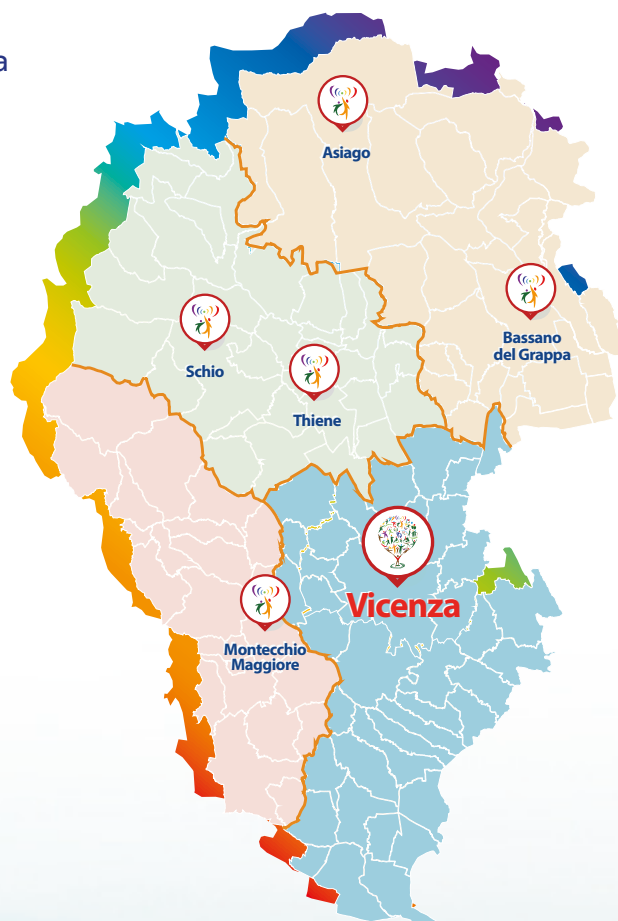 a
Asiago
Bassano
del Grappa
Schio
Thiene
Vicenza
Montecchio
Maggiore